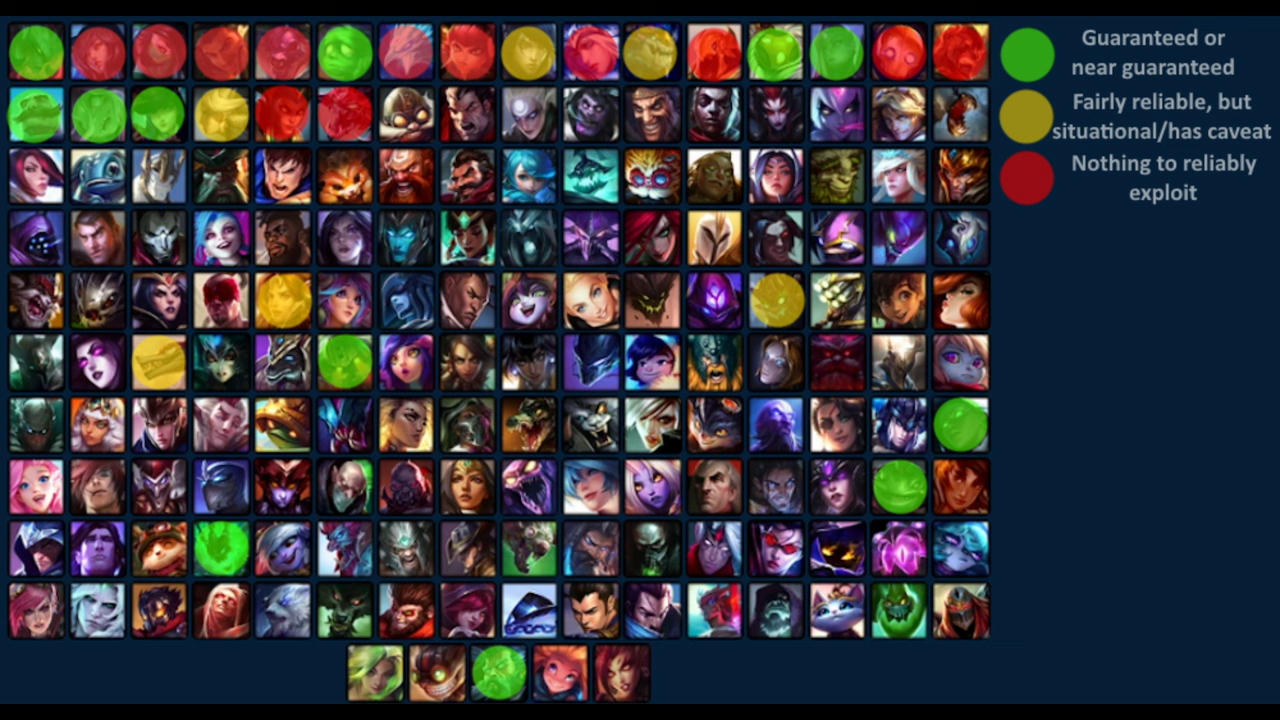 Guaranteed or
near guaranteed
Fairly reliable, but
situational/has caveat
Nothing to reliably
exploit